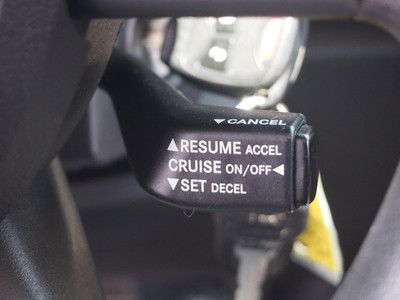 ▼CANCEL
▲RESUME ACCEL
CRUISE ON/OFF◄
▼SET DECEL